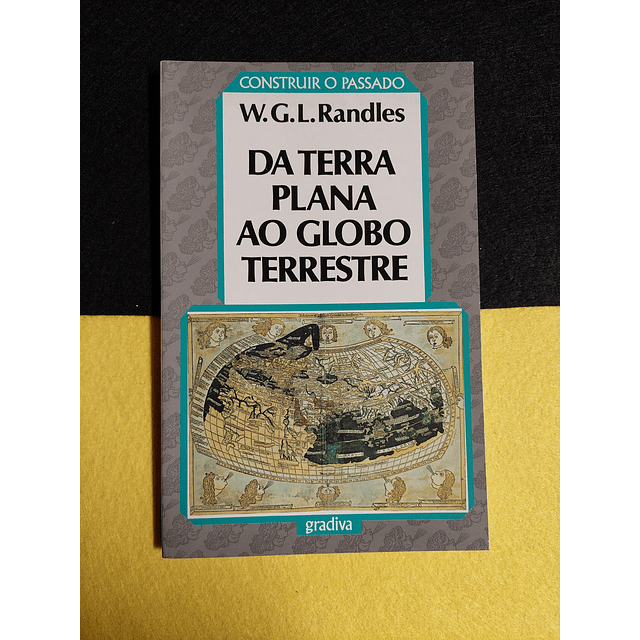 CONSTRUIR O PASSADO
W.G.L.Randles
DA TERRA
PLANA
AO GLOBO
TERRESTRE
gradiva